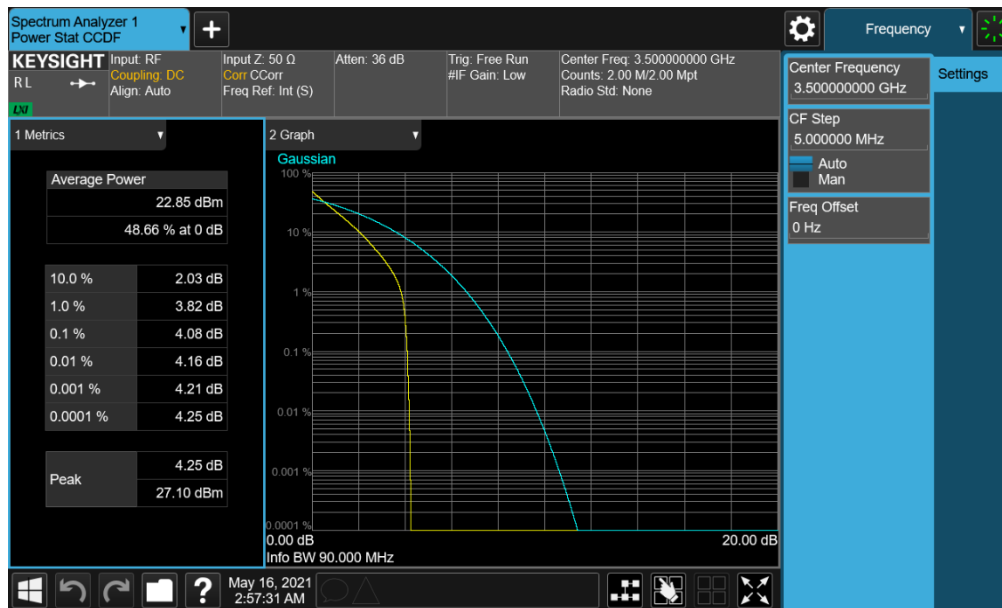 Spectrum Analyzer 1
Power Stat CCDF
Frequency
KEYSIGHT
R L
LXI
Input: RF
Coupling: DC
Align: Auto
Input Z: 50 Ω
Corr CCorr
Freq Ref: Int (S)
Atten: 36 dB
Trig: Free Run
#IF Gain: Low
Center Freq: 3.500000000 GHz
Counts: 2.00 M/2.00 Mpt
Radio Std: None
Center Frequency
3.500000000 GHz
Settings
CF Step
5.000000 MHz
Auto
Man
Freq Offset
0 Hz
1 Metrics
Average Power
22.85 dBm
48.66 % at 0 dB
10.0 % 2.03 dB
1.0 % 3.82 dB
0.1 % 4.08 dB
0.01 % 4.16 dB
0.001 % 4.21 dB
0.0001 % 4.25 dB
Peak
4.25 dB
27.10 dBm
2 Graph
Gaussian
100 %
10 %
1 %
0.1 %
0.01 %
0.001 %
0.0001 %
0.00 dB 20.00 dB
Info BW 90.000 MHz
?
May 16, 2021
2:57:31 AM